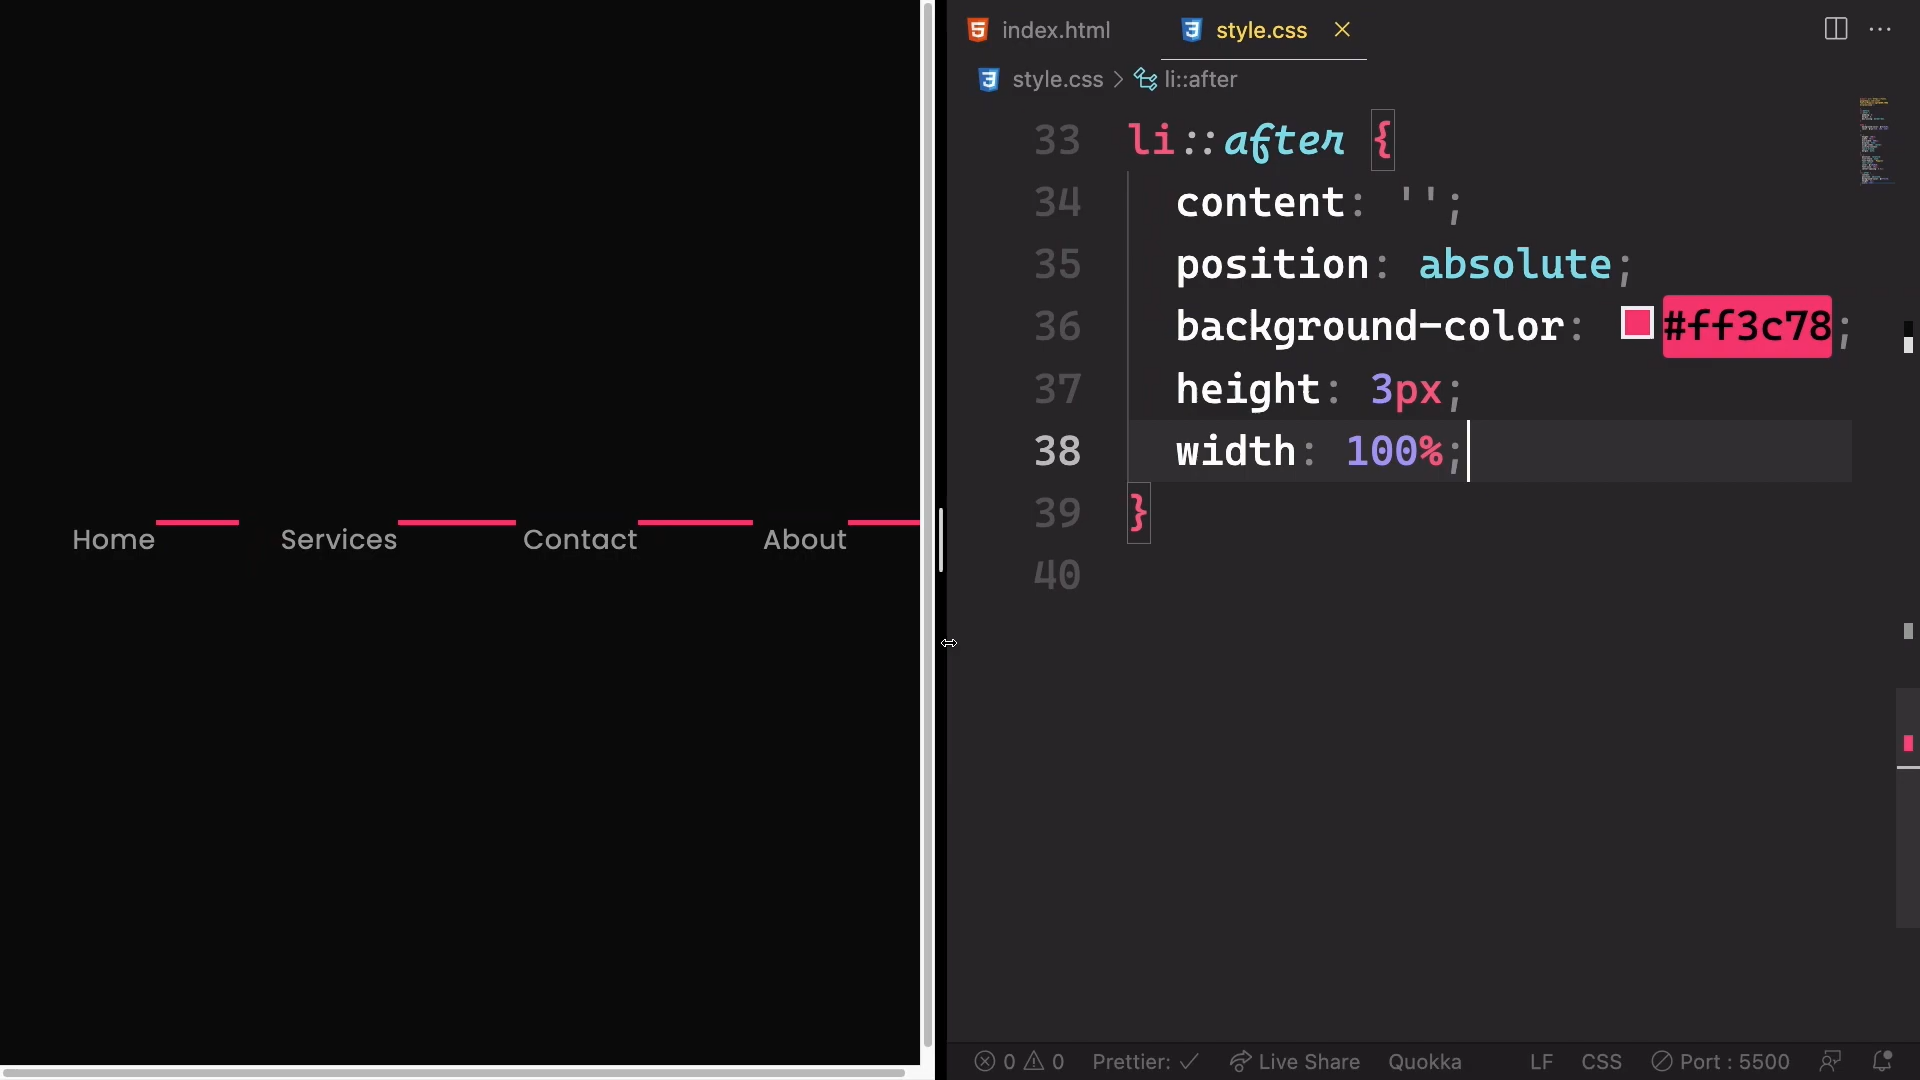 Home Services Contact About
index.html style.css
style.css > li::after
33 li::after {
34 content: '';
35 position: absolute;
36 background-color: #ff3c78;
37 height: 3px;
38 width: 100%;
39 }
40
0 0 Prettier: ✓ Live Share Quokka LF CSS Port : 5500